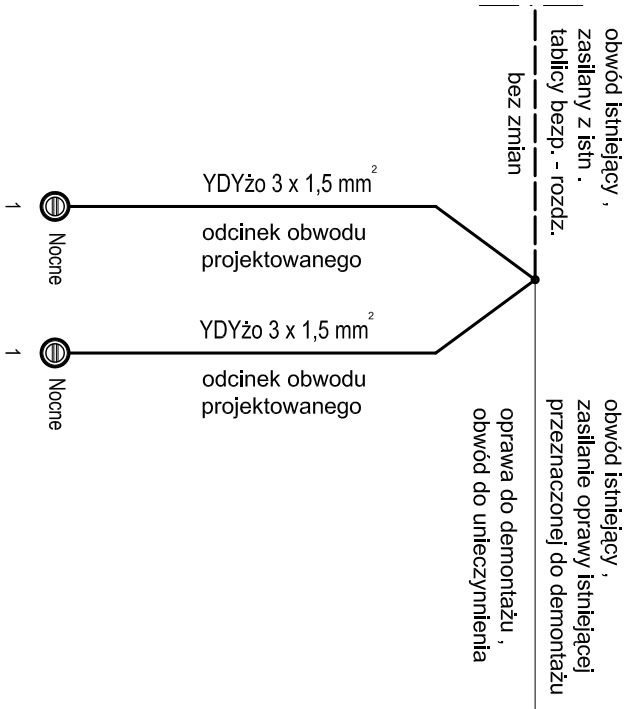 obwód istniejący ,
zasilany z istn .
tablicy bezp. - rozdz.
bez zmian
YDYżo 3 x 1,5 mm²
odcinek obwodu
projektowanego
1
Nocne
YDYżo 3 x 1,5 mm²
odcinek obwodu
projektowanego
1
Nocne
obwód istniejący ,
zasilanie oprawy istniejącej
przeznaczonej do demontażu
oprawa do demontażu ,
obwód do unieczynnienia